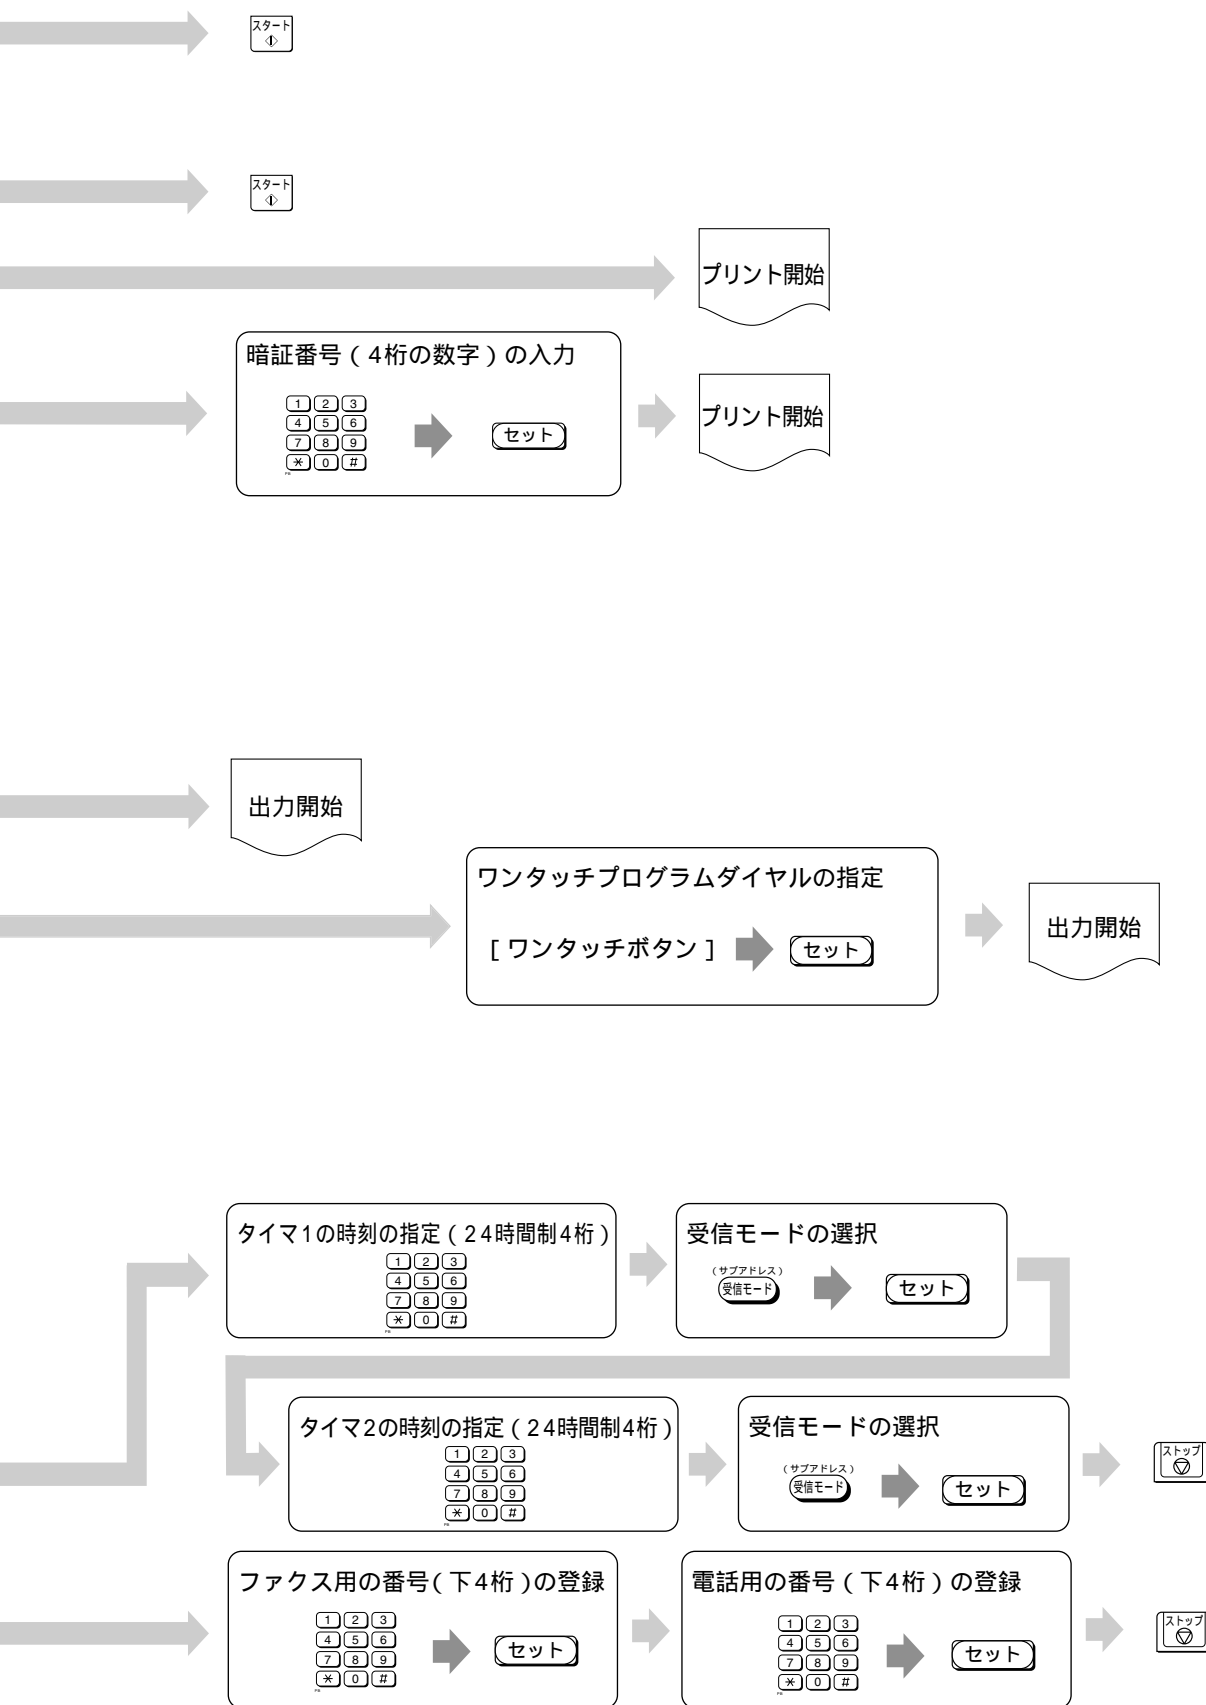 スタート
スタート
プリント開始
暗証番号(4桁の数字)の入力
1 2 3
4 5 6
7 8 9
* 0 #
セット
プリント開始
出力開始
ワンタッチプログラムダイヤルの指定
[ワンタッチボタン]
セット
出力開始
タイマ1の時刻の指定(24時間制4桁)
1 2 3
4 5 6
7 8 9
* 0 #
受信モードの選択
(サブアドレス)
受信モード
セット
タイマ2の時刻の指定(24時間制4桁)
1 2 3
4 5 6
7 8 9
* 0 #
受信モードの選択
(サブアドレス)
受信モード
セット
ストップ
ファクス用の番号(下4桁)の登録
1 2 3
4 5 6
7 8 9
* 0 #
セット
電話用の番号(下4桁)の登録
1 2 3
4 5 6
7 8 9
* 0 #
セット
ストップ